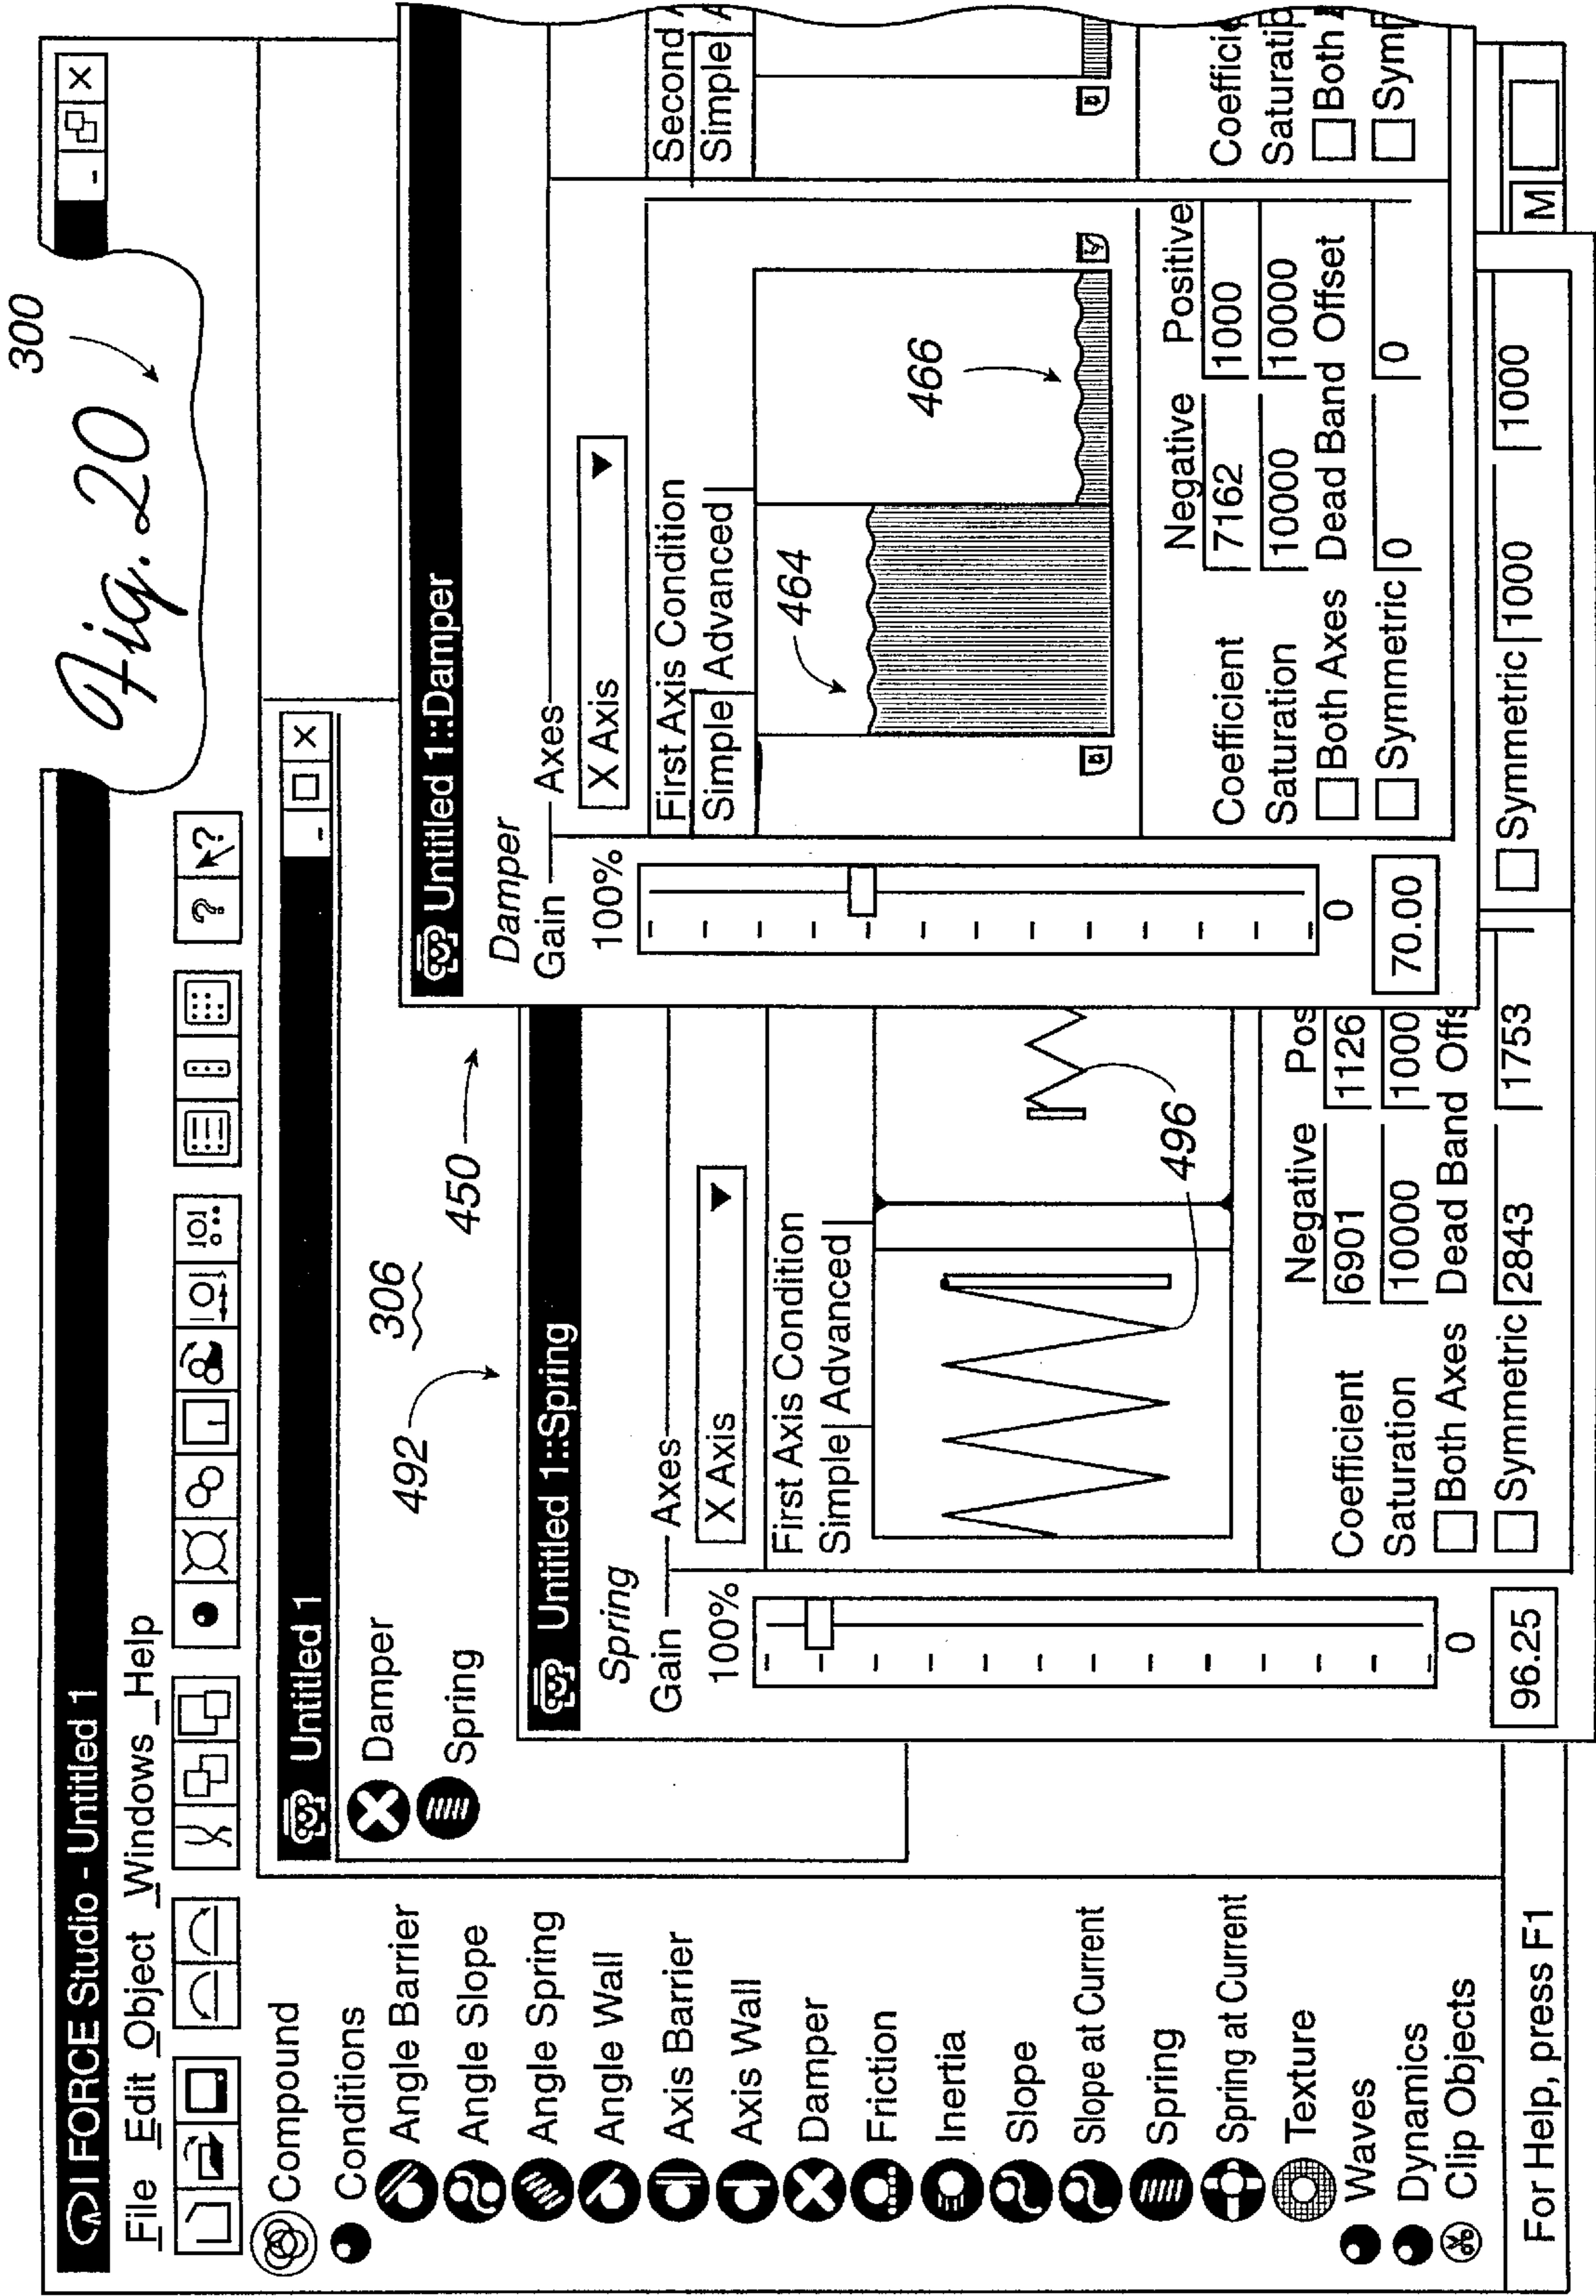 Fig. 20
300
I FORCE Studio - Untitled 1
File Edit Object Windows Help
Compound
Conditions
Angle Barrier
Angle Slope
Angle Spring
Angle Wall
Axis Barrier
Axis Wall
Damper
Friction
Inertia
Slope
Slope at Current
Spring
Spring at Current
Texture
Waves
Dynamics
Clip Objects
For Help, press F1
Untitled 1
Damper
Spring
306
492
450
Untitled 1::Spring
Spring
Gain
Axes
100%
0
96.25
X Axis
First Axis Condition
Simple Advanced
496
Negative Pos
Coefficient 6901 1126
Saturation 10000 1000
Both Axes Dead Band Offs
Symmetric 2843 1753
Untitled 1::Damper
Damper
Gain
Axes
100%
0
70.00
X Axis
First Axis Condition
Simple Advanced
464
466
Negative Positive
Coefficient 7162 1000
Saturation 10000 10000
Both Axes Dead Band Offset
Symmetric 0 0
Second A
Simple A
Coefficie
Saturatio
Both A
Sym
Symmetric 1000 1000
M